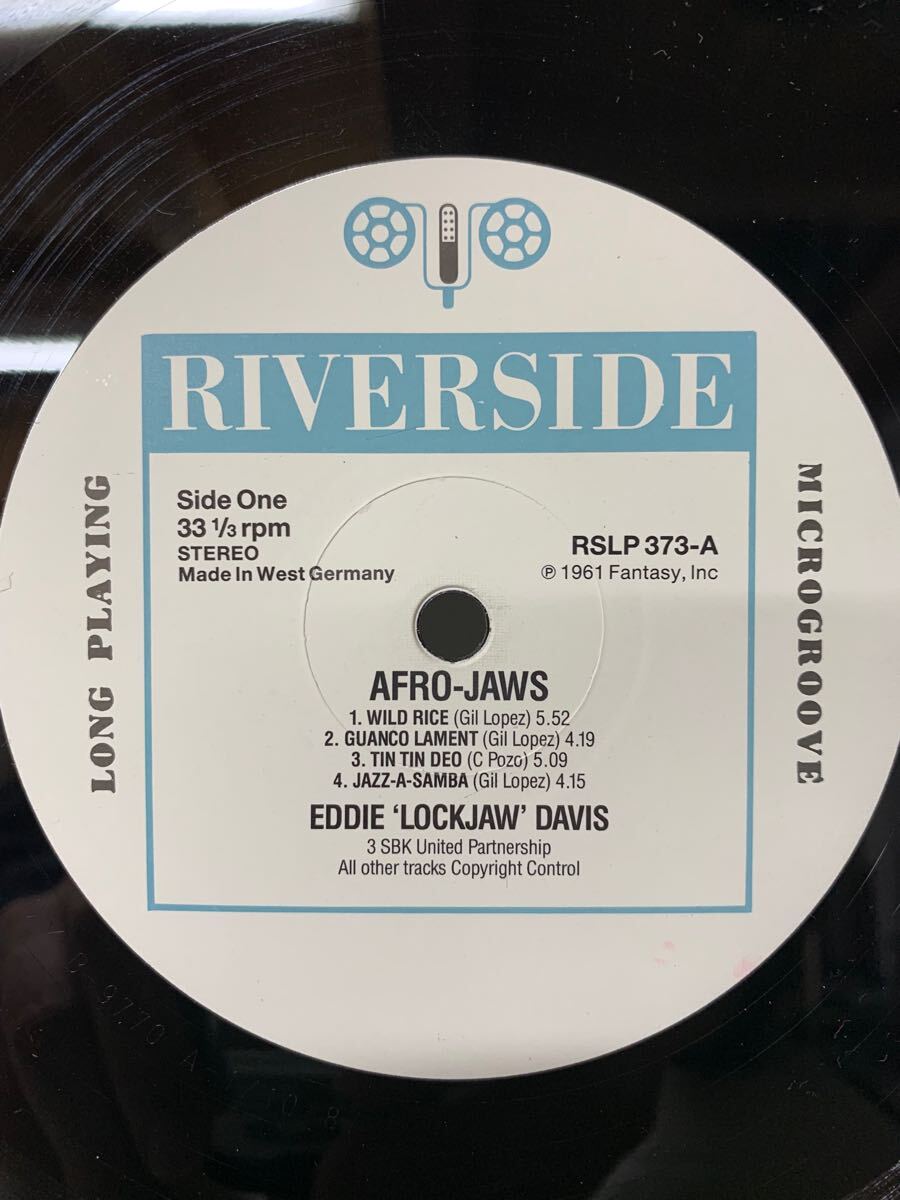 RIVERSIDE
LONG PLAYING
MICROGROOVE
Side One
33 1/3 rpm
STEREO
Made In West Germany
RSLP 373-A
℗ 1961 Fantasy, Inc
AFRO-JAWS
1. WILD RICE (Gil Lopez) 5.52
2. GUANCO LAMENT (Gil Lopez) 4.19
3. TIN TIN DEO (C Pozo) 5.09
4. JAZZ-A-SAMBA (Gil Lopez) 4.15
EDDIE ‘LOCKJAW’ DAVIS
3 SBK United Partnership
All other tracks Copyright Control